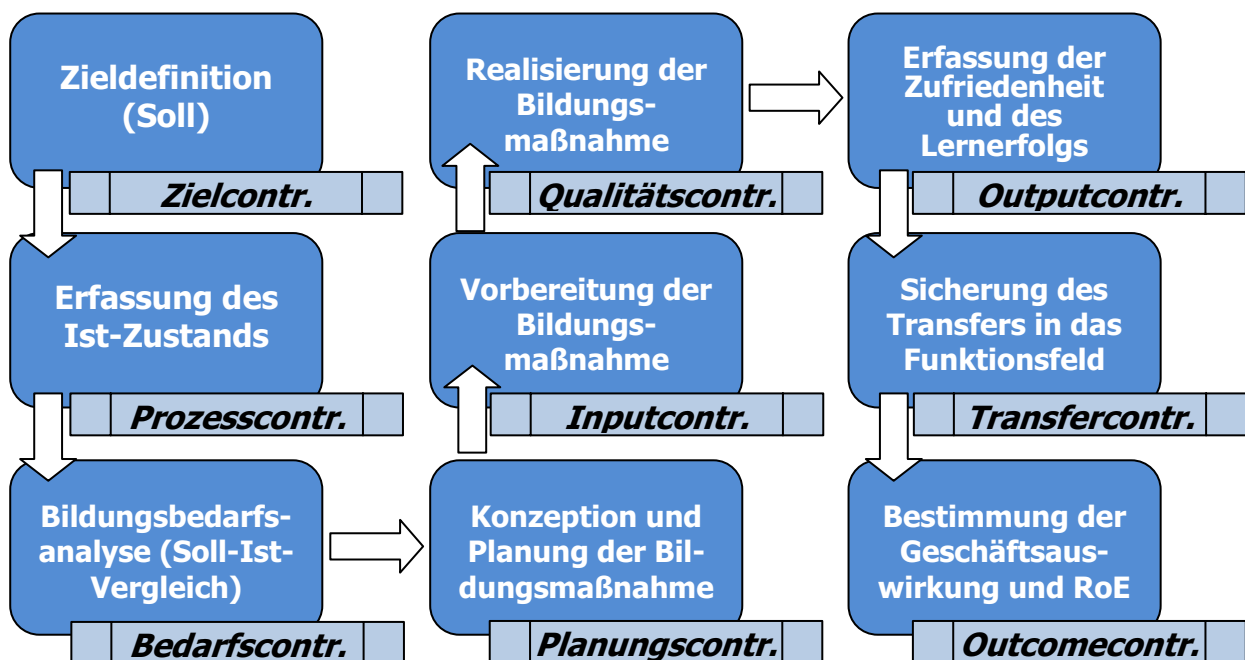 Zieldefinition
(Soll)
Zielcontr.
Erfassung des
Ist-Zustands
Prozesscontr.
Bildungsbedarfs-
analyse (Soll-Ist-
Vergleich)
Bedarfscontr.
Konzeption und
Planung der Bil-
dungsmaßnahme
Planungscontr.
Vorbereitung der
Bildungs-
maßnahme
Inputcontr.
Realisierung der
Bildungs-
maßnahme
Qualitätscontr.
Erfassung der
Zufriedenheit
und des
Lernerfolgs
Outputcontr.
Sicherung des
Transfers in das
Funktionsfeld
Transfercontr.
Bestimmung der
Geschäftsaus-
wirkung und RoE
Outcomecontr.